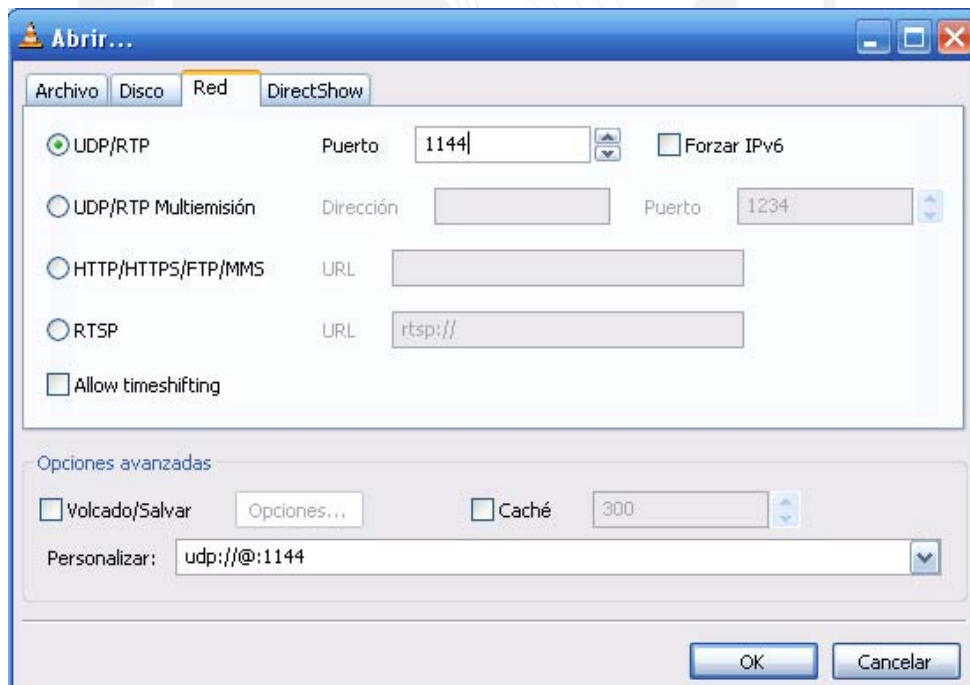 Abrir...
Archivo Disco Red DirectShow
UDP/RTP Puerto 1144 Forzar IPv6
UDP/RTP Multiemisión Dirección Puerto 1234
HTTP/HTTPS/FTP/MMS URL
RTSP URL rtsp://
Allow timeshifting
Opciones avanzadas
Volcado/Salvar Opciones... Caché 300
Personalizar: udp://@:1144
OK Cancelar